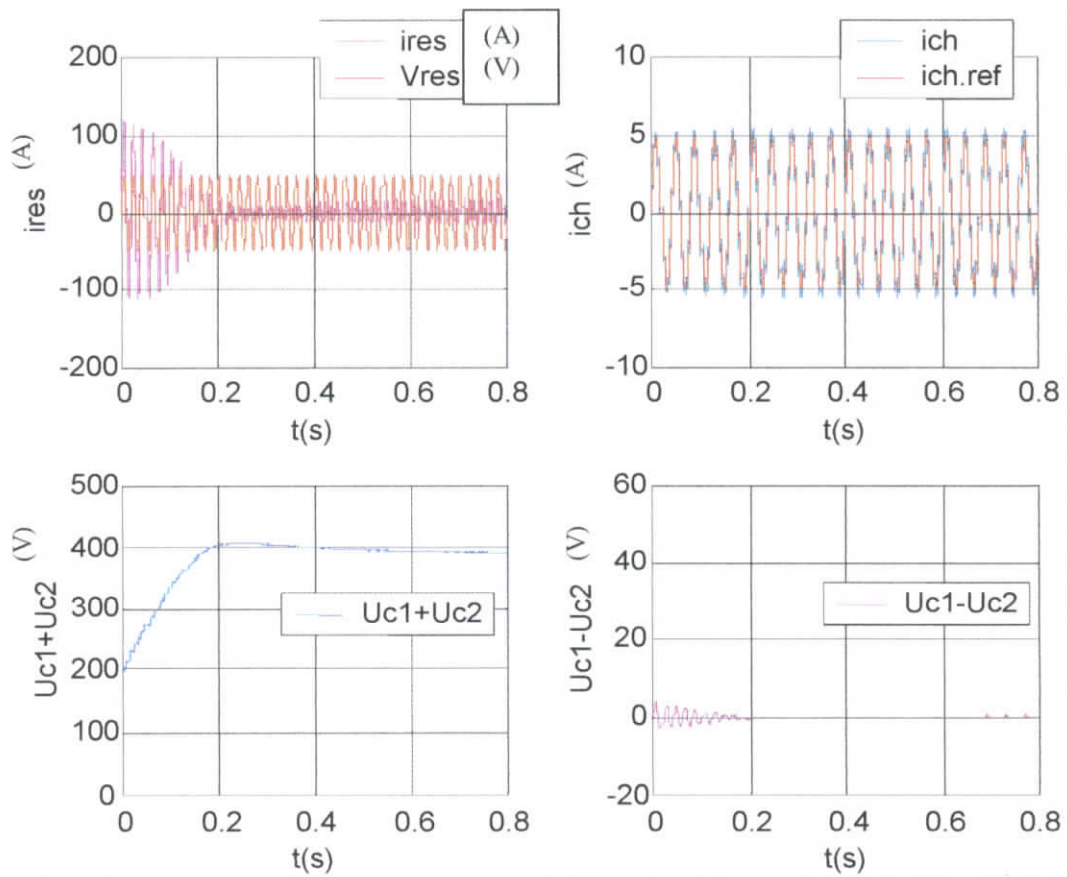 ires (A)
Vres (V)
200
100
0
-100
-200
ires (A)
0 0.2 0.4 0.6 0.8
t(s)
ich
ich.ref
10
5
0
-5
-10
ich (A)
0 0.2 0.4 0.6 0.8
t(s)
500
400
300
200
100
0
Uc1+Uc2 (V)
Uc1+Uc2
0 0.2 0.4 0.6 0.8
t(s)
60
40
20
0
-20
Uc1-Uc2 (V)
Uc1-Uc2
0 0.2 0.4 0.6 0.8
t(s)